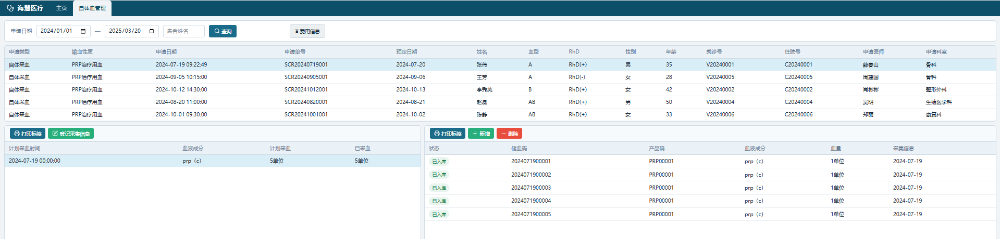 海慧医疗 主页 自体血管理
申请日期 2024/01/01 — 2025/03/20 患者姓名 查询 ¥ 费用信息
申请类型 输血性质 申请日期 申请单号 预定日期 姓名 血型 RhD 性别 年龄 就诊号 住院号 申请医师 申请科室
自体采血 PRP治疗用血 2024-07-19 09:22:49 SCR20240719001 2024-07-20 张伟 A RhD(+) 男 35 V20240001 C20240001 薛春山 骨科
自体采血 PRP治疗用血 2024-09-05 10:15:00 SCR20240905001 2024-09-06 王芳 A RhD(-) 女 28 V20240005 C20240005 周建国 骨科
自体采血 PRP治疗用血 2024-10-12 14:30:00 SCR20241012001 2024-10-13 李秀英 B RhD(+) 女 42 V20240002 C20240002 肖彬彬 整形外科
自体采血 PRP治疗用血 2024-08-20 11:00:00 SCR20240820001 2024-08-21 赵磊 AB RhD(+) 男 50 V20240004 C20240004 吴明 生殖医学科
自体采血 PRP治疗用血 2024-10-01 09:30:00 SCR20241001001 2024-10-02 陈静 AB RhD(+) 女 33 V20240006 C20240006 郑丽 康复科
打印标签 登记采集信息
计划采血时间 血液成分 计划采血 已采血
2024-07-19 00:00:00 prp（c） 5单位 5单位
打印标签 新增 删除
状态 储血码 产品码 血液成分 血量 采集信息
已入库 2024071900001 PRP00001 prp（c） 1单位 2024-07-19
已入库 2024071900002 PRP00001 prp（c） 1单位 2024-07-19
已入库 2024071900003 PRP00001 prp（c） 1单位 2024-07-19
已入库 2024071900004 PRP00001 prp（c） 1单位 2024-07-19
已入库 2024071900005 PRP00001 prp（c） 1单位 2024-07-19